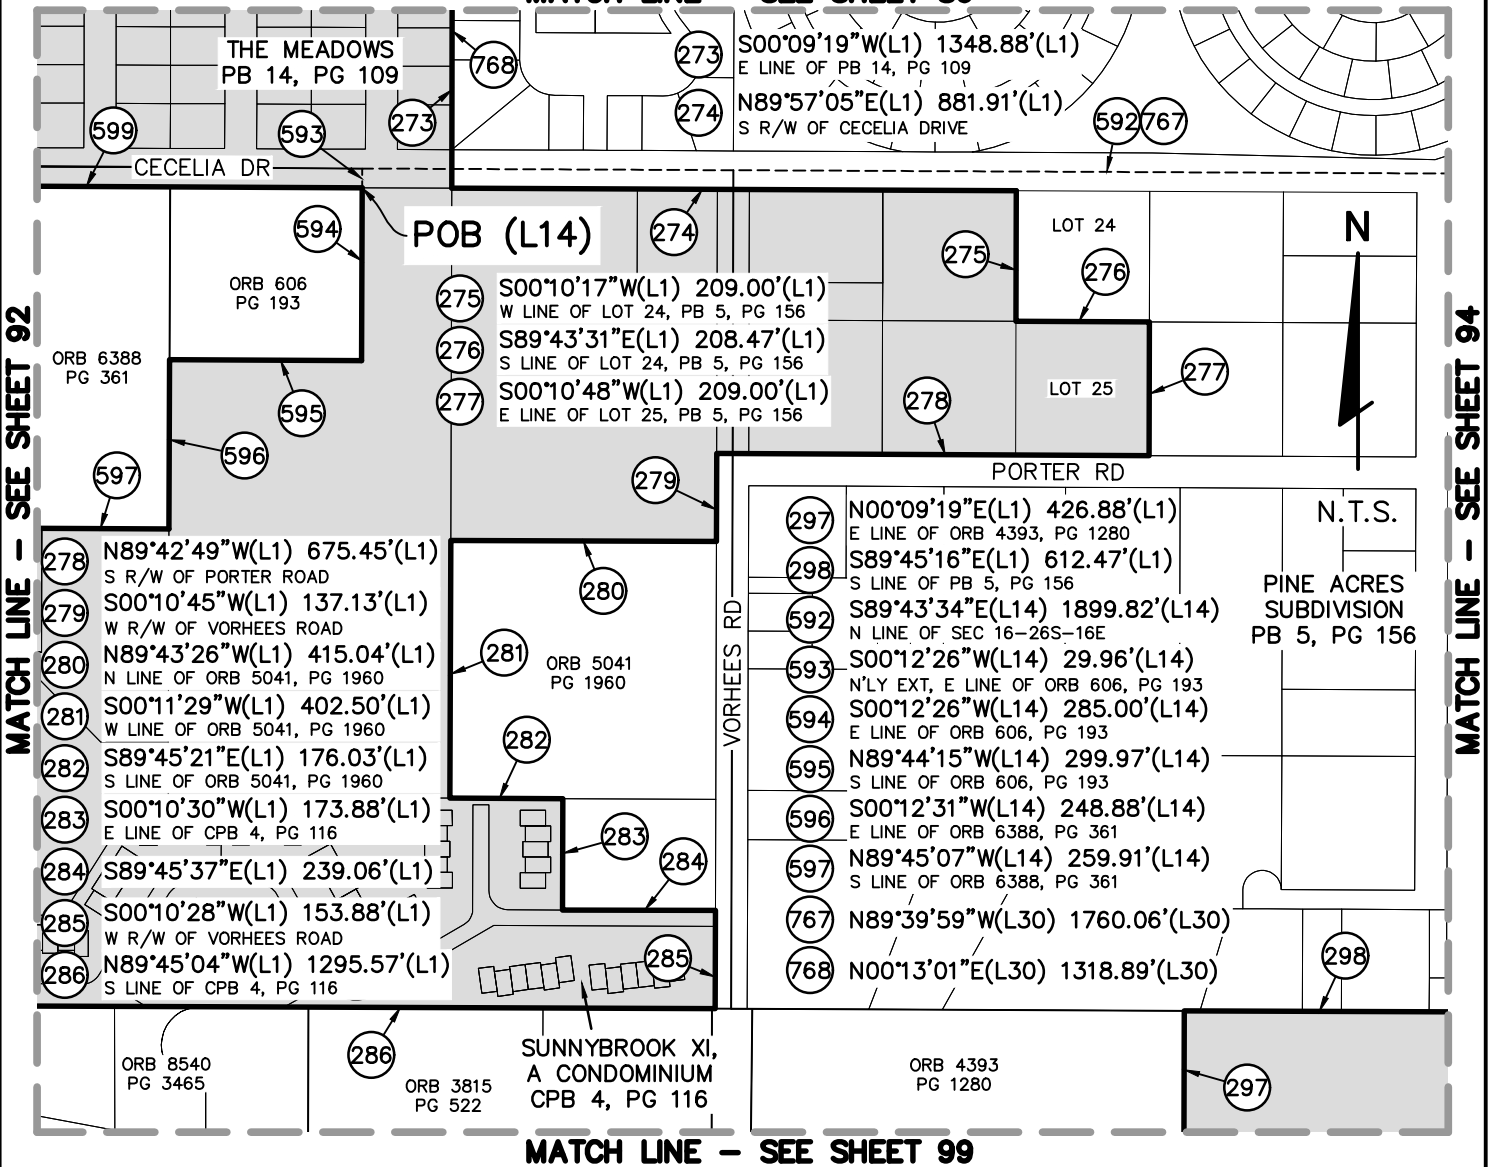 THE MEADOWS
PB 14, PG 109
768
273
S00°09'19"W(L1) 1348.88'(L1)
E LINE OF PB 14, PG 109
274
N89°57'05"E(L1) 881.91'(L1)
S R/W OF CECELIA DRIVE
599
593
273
592
767
CECELIA DR
594
POB (L14)
274
275
LOT 24
276
N
ORB 606
PG 193
275
S00°10'17"W(L1) 209.00'(L1)
W LINE OF LOT 24, PB 5, PG 156
276
S89°43'31"E(L1) 208.47'(L1)
S LINE OF LOT 24, PB 5, PG 156
277
S00°10'48"W(L1) 209.00'(L1)
E LINE OF LOT 25, PB 5, PG 156
ORB 6388
PG 361
595
278
LOT 25
277
596
597
279
PORTER RD
N.T.S.
MATCH LINE - SEE SHEET 92
MATCH LINE - SEE SHEET 94
278
N89°42'49"W(L1) 675.45'(L1)
S R/W OF PORTER ROAD
279
S00°10'45"W(L1) 137.13'(L1)
W R/W OF VORHEES ROAD
280
N89°43'26"W(L1) 415.04'(L1)
N LINE OF ORB 5041, PG 1960
281
S00°11'29"W(L1) 402.50'(L1)
W LINE OF ORB 5041, PG 1960
282
S89°45'21"E(L1) 176.03'(L1)
S LINE OF ORB 5041, PG 1960
283
S00°10'30"W(L1) 173.88'(L1)
E LINE OF CPB 4, PG 116
284
S89°45'37"E(L1) 239.06'(L1)
285
S00°10'28"W(L1) 153.88'(L1)
W R/W OF VORHEES ROAD
286
N89°45'04"W(L1) 1295.57'(L1)
S LINE OF CPB 4, PG 116
280
281
ORB 5041
PG 1960
282
283
284
285
VORHEES RD
297
N00°09'19"E(L1) 426.88'(L1)
E LINE OF ORB 4393, PG 1280
298
S89°45'16"E(L1) 612.47'(L1)
S LINE OF PB 5, PG 156
592
S89°43'34"E(L14) 1899.82'(L14)
N LINE OF SEC 16-26S-16E
593
S00°12'26"W(L14) 29.96'(L14)
N'LY EXT, E LINE OF ORB 606, PG 193
594
S00°12'26"W(L14) 285.00'(L14)
E LINE OF ORB 606, PG 193
595
N89°44'15"W(L14) 299.97'(L14)
S LINE OF ORB 606, PG 193
596
S00°12'31"W(L14) 248.88'(L14)
E LINE OF ORB 6388, PG 361
597
N89°45'07"W(L14) 259.91'(L14)
S LINE OF ORB 6388, PG 361
767
N89°39'59"W(L30) 1760.06'(L30)
768
N00°13'01"E(L30) 1318.89'(L30)
PINE ACRES
SUBDIVISION
PB 5, PG 156
298
297
286
ORB 8540
PG 3465
ORB 3815
PG 522
SUNNYBROOK XI,
A CONDOMINIUM
CPB 4, PG 116
ORB 4393
PG 1280
MATCH LINE - SEE SHEET 99